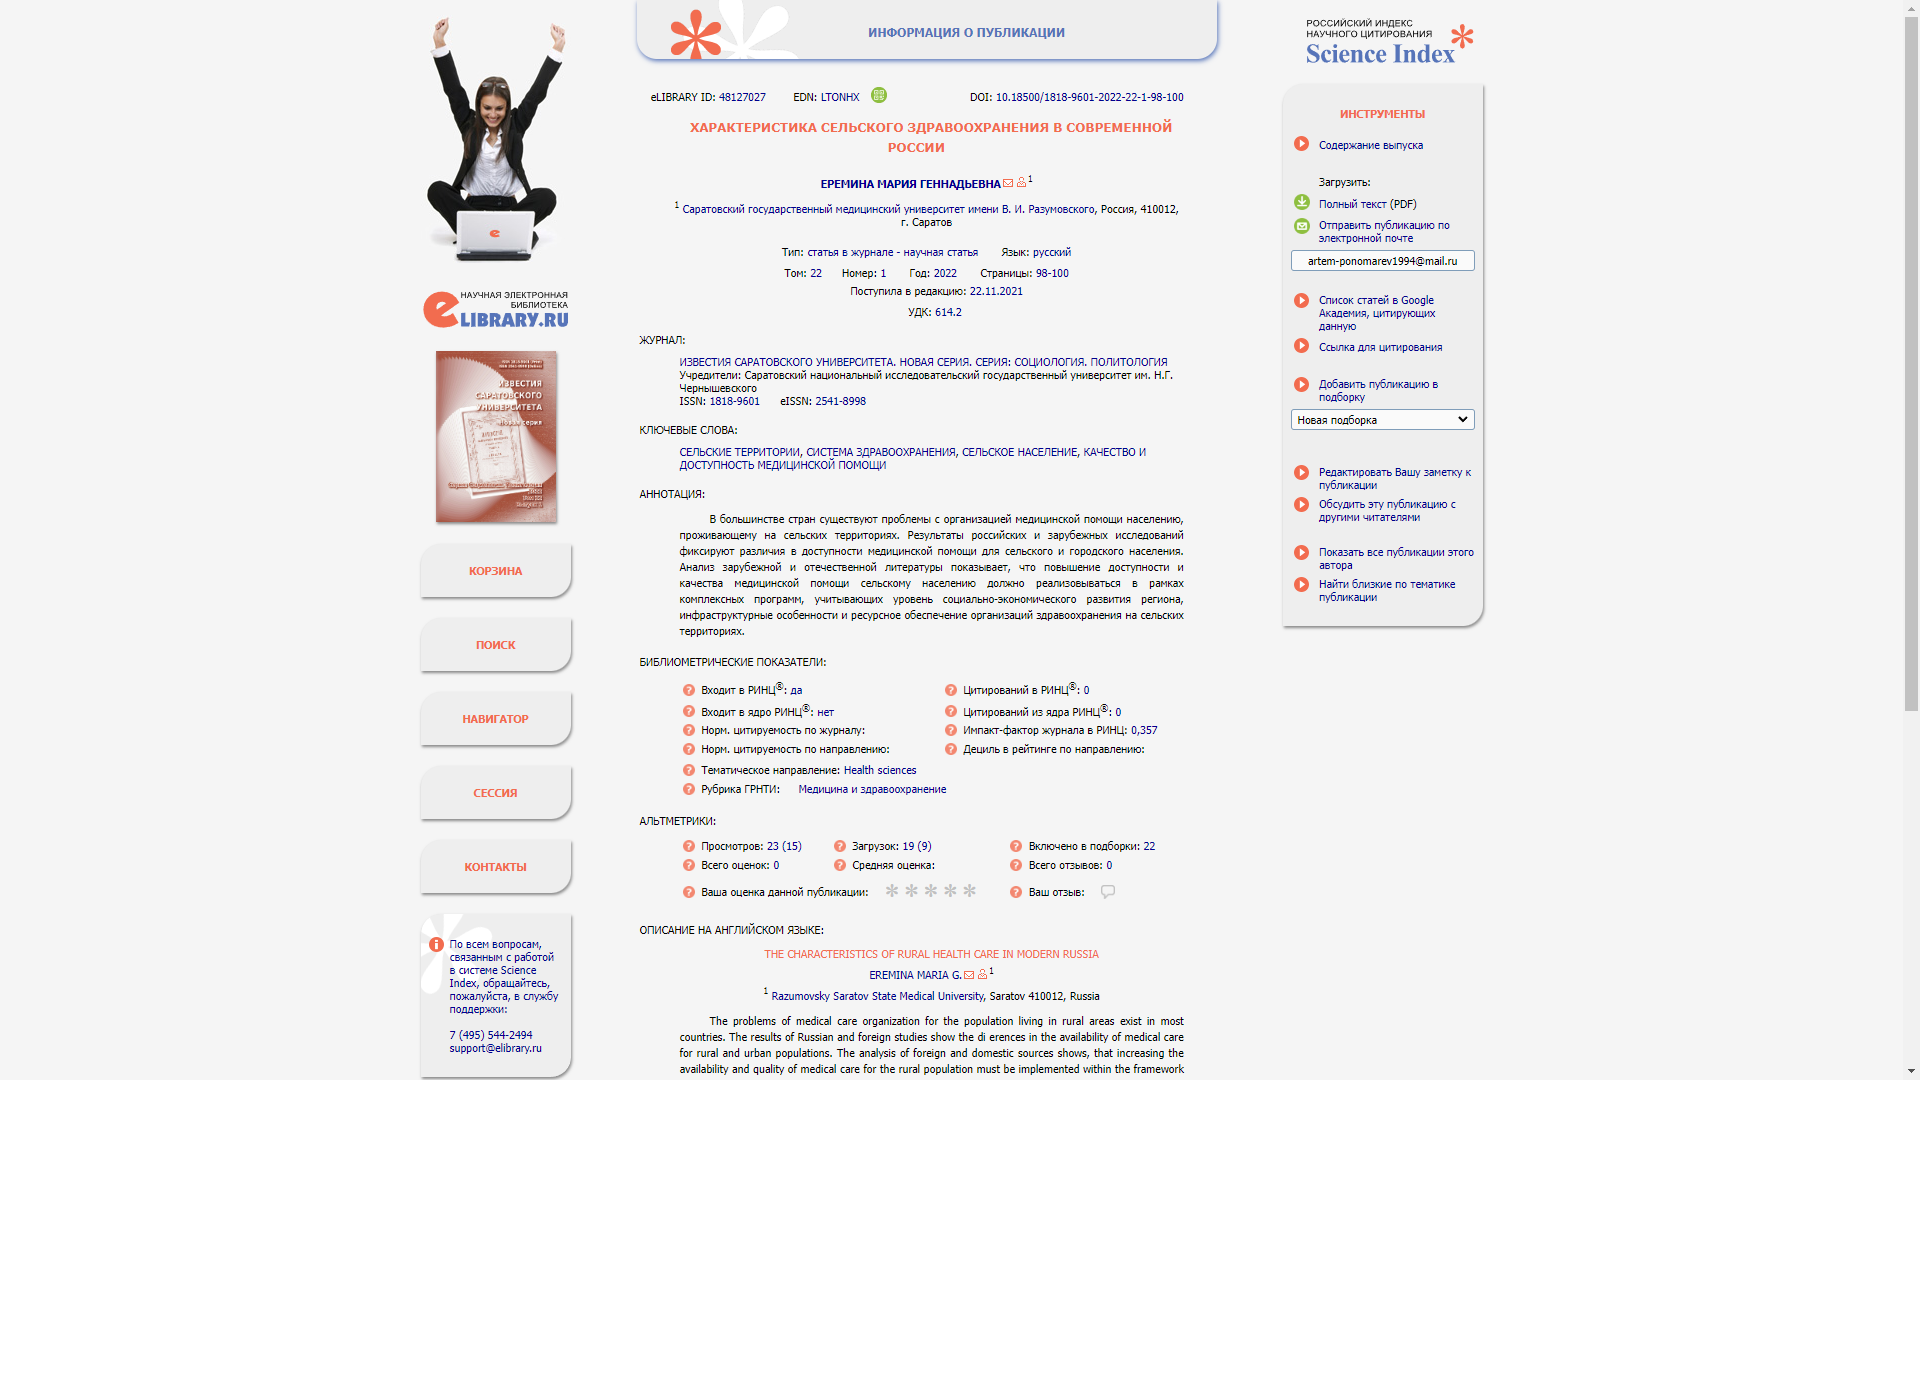 НАУЧНАЯ ЭЛЕКТРОННАЯ
БИБЛИОТЕКА
eLIBRARY.RU
ИЗВЕСТИЯ
САРАТОВСКОГО
УНИВЕРСИТЕТА
Новая серия
КОРЗИНА
ПОИСК
НАВИГАТОР
СЕССИЯ
КОНТАКТЫ
По всем вопросам,
связанным с работой
в системе Science
Index, обращайтесь,
пожалуйста, в службу
поддержки:
7 (495) 544-2494
support@elibrary.ru
ИНФОРМАЦИЯ О ПУБЛИКАЦИИ
eLIBRARY ID: 48127027 EDN: LTONHX DOI: 10.18500/1818-9601-2022-22-1-98-100
ХАРАКТЕРИСТИКА СЕЛЬСКОГО ЗДРАВООХРАНЕНИЯ В СОВРЕМЕННОЙ
РОССИИ
ЕРЕМИНА МАРИЯ ГЕННАДЬЕВНА 1
1 Саратовский государственный медицинский университет имени В. И. Разумовского, Россия, 410012,
г. Саратов
Тип: статья в журнале - научная статья Язык: русский
Том: 22 Номер: 1 Год: 2022 Страницы: 98-100
Поступила в редакцию: 22.11.2021
УДК: 614.2
ЖУРНАЛ:
ИЗВЕСТИЯ САРАТОВСКОГО УНИВЕРСИТЕТА. НОВАЯ СЕРИЯ. СЕРИЯ: СОЦИОЛОГИЯ. ПОЛИТОЛОГИЯ
Учредители: Саратовский национальный исследовательский государственный университет им. Н.Г.
Чернышевского
ISSN: 1818-9601 eISSN: 2541-8998
КЛЮЧЕВЫЕ СЛОВА:
СЕЛЬСКИЕ ТЕРРИТОРИИ, СИСТЕМА ЗДРАВООХРАНЕНИЯ, СЕЛЬСКОЕ НАСЕЛЕНИЕ, КАЧЕСТВО И
ДОСТУПНОСТЬ МЕДИЦИНСКОЙ ПОМОЩИ
АННОТАЦИЯ:
В большинстве стран существуют проблемы с организацией медицинской помощи населению,
проживающему на сельских территориях. Результаты российских и зарубежных исследований
фиксируют различия в доступности медицинской помощи для сельского и городского населения.
Анализ зарубежной и отечественной литературы показывает, что повышение доступности и
качества медицинской помощи сельскому населению должно реализовываться в рамках
комплексных программ, учитывающих уровень социально-экономического развития региона,
инфраструктурные особенности и ресурсное обеспечение организаций здравоохранения на сельских
территориях.
БИБЛИОМЕТРИЧЕСКИЕ ПОКАЗАТЕЛИ:
Входит в РИНЦ®: да Цитирований в РИНЦ®: 0
Входит в ядро РИНЦ®: нет Цитирований из ядра РИНЦ®: 0
Норм. цитируемость по журналу: Импакт-фактор журнала в РИНЦ: 0,357
Норм. цитируемость по направлению: Дециль в рейтинге по направлению:
Тематическое направление: Health sciences
Рубрика ГРНТИ: Медицина и здравоохранение
АЛЬТМЕТРИКИ:
Просмотров: 23 (15) Загрузок: 19 (9) Включено в подборки: 22
Всего оценок: 0 Средняя оценка: Всего отзывов: 0
Ваша оценка данной публикации: Ваш отзыв:
ОПИСАНИЕ НА АНГЛИЙСКОМ ЯЗЫКЕ:
THE CHARACTERISTICS OF RURAL HEALTH CARE IN MODERN RUSSIA
EREMINA MARIA G. 1
1 Razumovsky Saratov State Medical University, Saratov 410012, Russia
The problems of medical care organization for the population living in rural areas exist in most
countries. The results of Russian and foreign studies show the di erences in the availability of medical care
for rural and urban populations. The analysis of foreign and domestic sources shows, that increasing the
availability and quality of medical care for the rural population must be implemented within the framework
РОССИЙСКИЙ ИНДЕКС
НАУЧНОГО ЦИТИРОВАНИЯ
Science Index
ИНСТРУМЕНТЫ
Содержание выпуска
Загрузить:
Полный текст (PDF)
Отправить публикацию по
электронной почте
artem-ponomarev1994@mail.ru
Список статей в Google
Академия, цитирующих
данную
Ссылка для цитирования
Добавить публикацию в
подборку
Новая подборка
Редактировать Вашу заметку к
публикации
Обсудить эту публикацию с
другими читателями
Показать все публикации этого
автора
Найти близкие по тематике
публикации